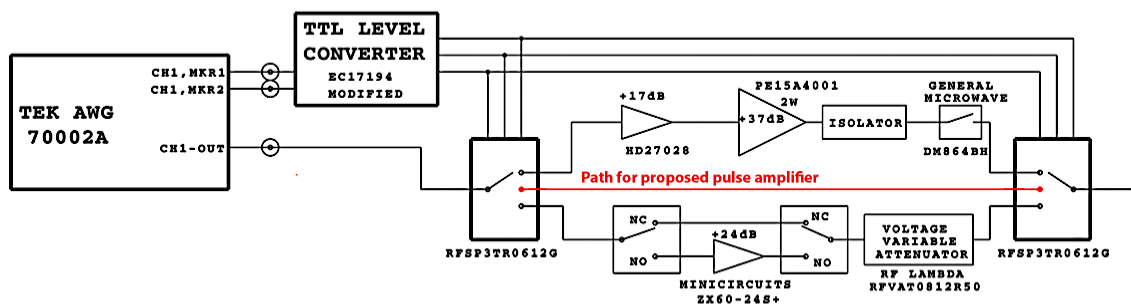 TTL LEVEL
CONVERTER
EC17194
MODIFIED
TEK AWG
70002A
CH1,MKR1
CH1,MKR2
CH1-OUT
+17dB
HD27028
PE15A4001
2W
+37dB
ISOLATOR
GENERAL
MICROWAVE
DM864BH
Path for proposed pulse amplifier
RFSP3TR0612G
NC
NO
+24dB
MINICIRCUITS
ZX60-24S+
NC
NO
VOLTAGE
VARIABLE
ATTENUATOR
RF LAMBDA
RFVAT0812R50
RFSP3TR0612G